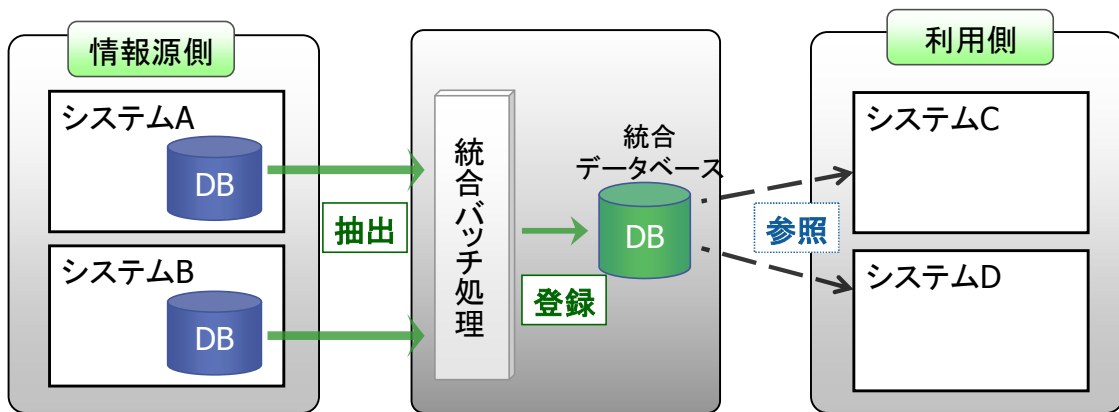 情報源側
システムA
DB
システムB
DB
抽出
統合バッチ処理
登録
統合
データベース
DB
参照
利用側
システムC
システムD